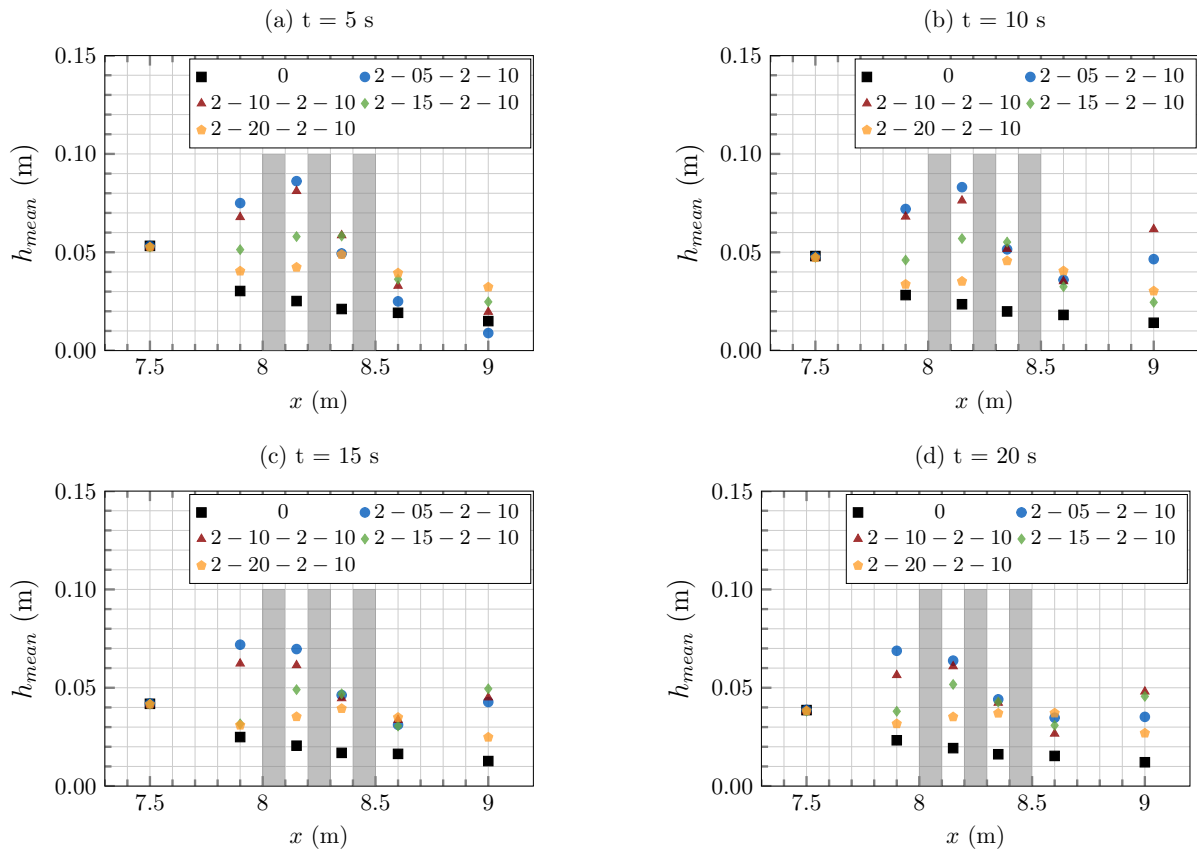 (a) t = 5 s
0.15
0.10
0.05
0.00
h_mean (m)
0
2 − 05 − 2 − 10
2 − 10 − 2 − 10
2 − 15 − 2 − 10
2 − 20 − 2 − 10
7.5
8
8.5
9
x (m)
(b) t = 10 s
0.15
0.10
0.05
0.00
h_mean (m)
0
2 − 05 − 2 − 10
2 − 10 − 2 − 10
2 − 15 − 2 − 10
2 − 20 − 2 − 10
7.5
8
8.5
9
x (m)
(c) t = 15 s
0.15
0.10
0.05
0.00
h_mean (m)
0
2 − 05 − 2 − 10
2 − 10 − 2 − 10
2 − 15 − 2 − 10
2 − 20 − 2 − 10
7.5
8
8.5
9
x (m)
(d) t = 20 s
0.15
0.10
0.05
0.00
h_mean (m)
0
2 − 05 − 2 − 10
2 − 10 − 2 − 10
2 − 15 − 2 − 10
2 − 20 − 2 − 10
7.5
8
8.5
9
x (m)